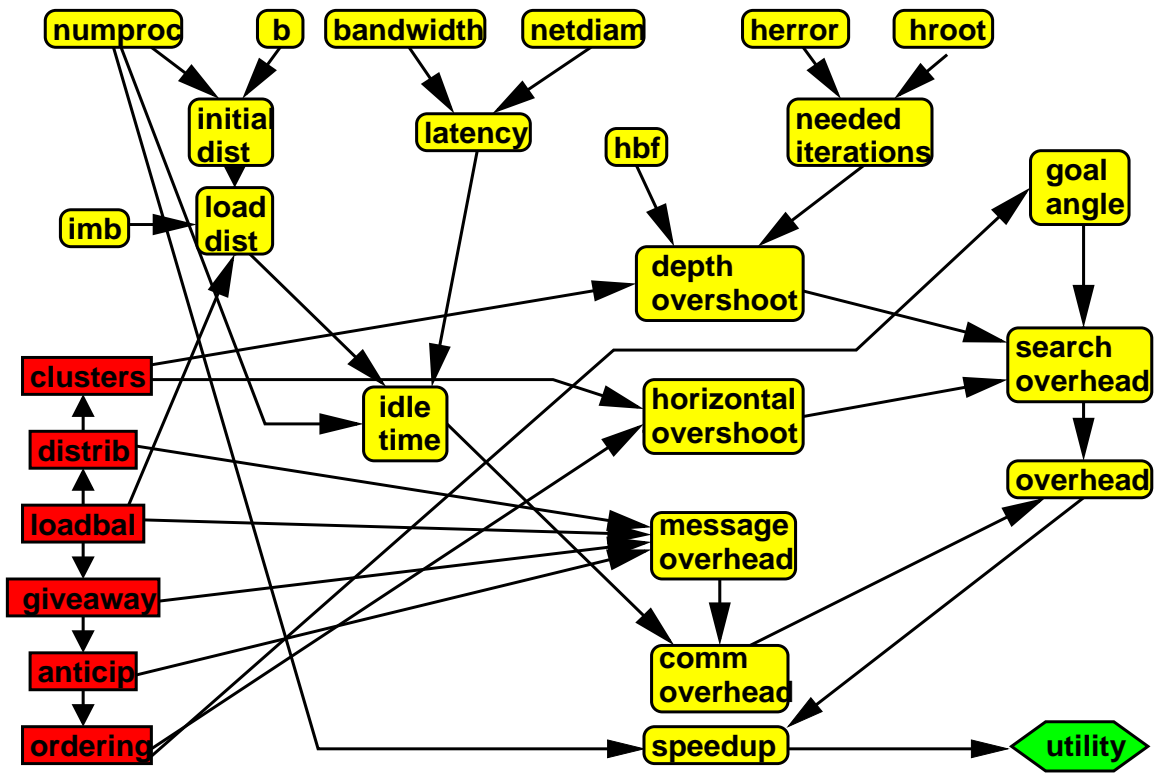 numproc
b
bandwidth
netdiam
herror
hroot
initial
dist
latency
needed
iterations
hbf
goal
angle
imb
load
dist
depth
overshoot
search
overhead
clusters
idle
time
horizontal
overshoot
distrib
overhead
loadbal
message
overhead
giveaway
anticip
comm
overhead
ordering
speedup
utility